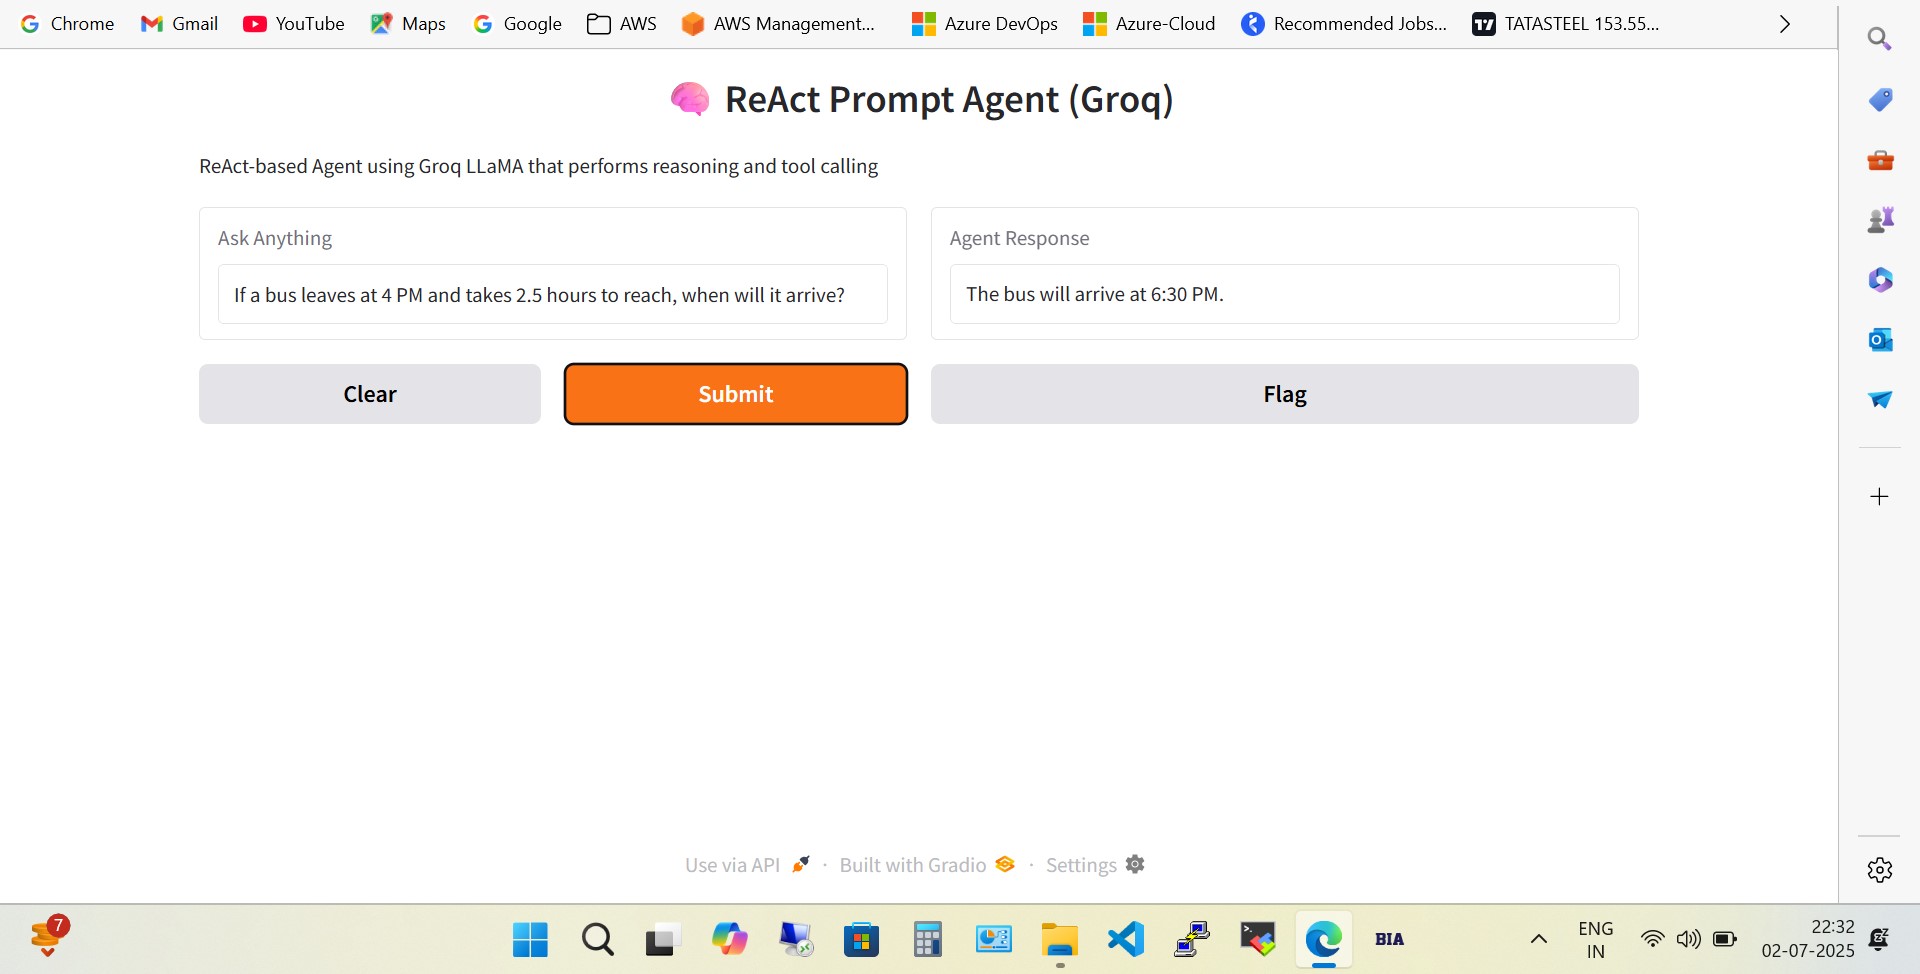 Chrome
Gmail
YouTube
Maps
Google
AWS
AWS Management...
Azure DevOps
Azure-Cloud
Recommended Jobs...
TATASTEEL 153.55...
ReAct Prompt Agent (Groq)
ReAct-based Agent using Groq LLaMA that performs reasoning and tool calling
Ask Anything
If a bus leaves at 4 PM and takes 2.5 hours to reach, when will it arrive?
Agent Response
The bus will arrive at 6:30 PM.
Clear
Submit
Flag
Use via API · Built with Gradio · Settings
7
BIA
ENG
IN
22:32
02-07-2025